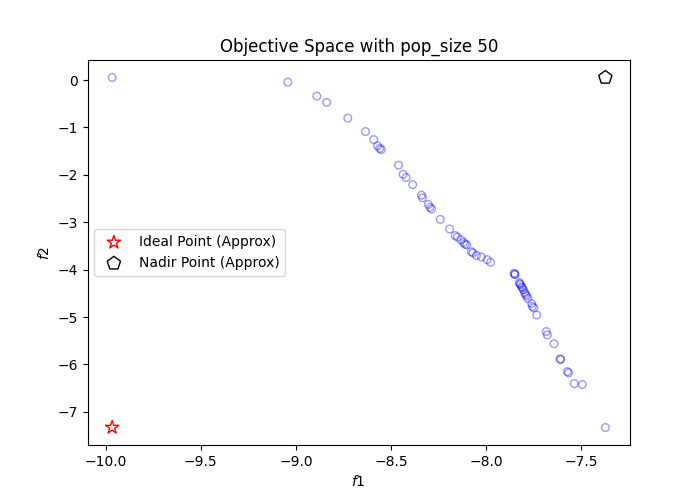 Objective Space with pop_size 50
0
−1
−2
−3
−4
−5
−6
−7
f2
Ideal Point (Approx)
Nadir Point (Approx)
−10.0 −9.5 −9.0 −8.5 −8.0 −7.5
f1